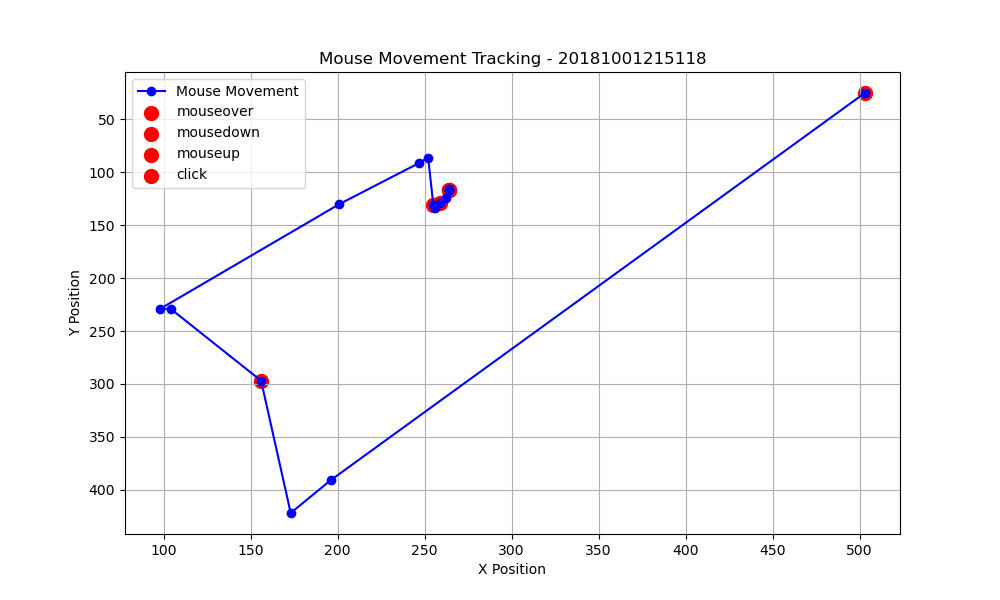 Mouse Movement Tracking - 20181001215118
Mouse Movement
mouseover
mousedown
mouseup
click
50
100
150
200
250
300
350
400
Y Position
100
150
200
250
300
350
400
450
500
X Position